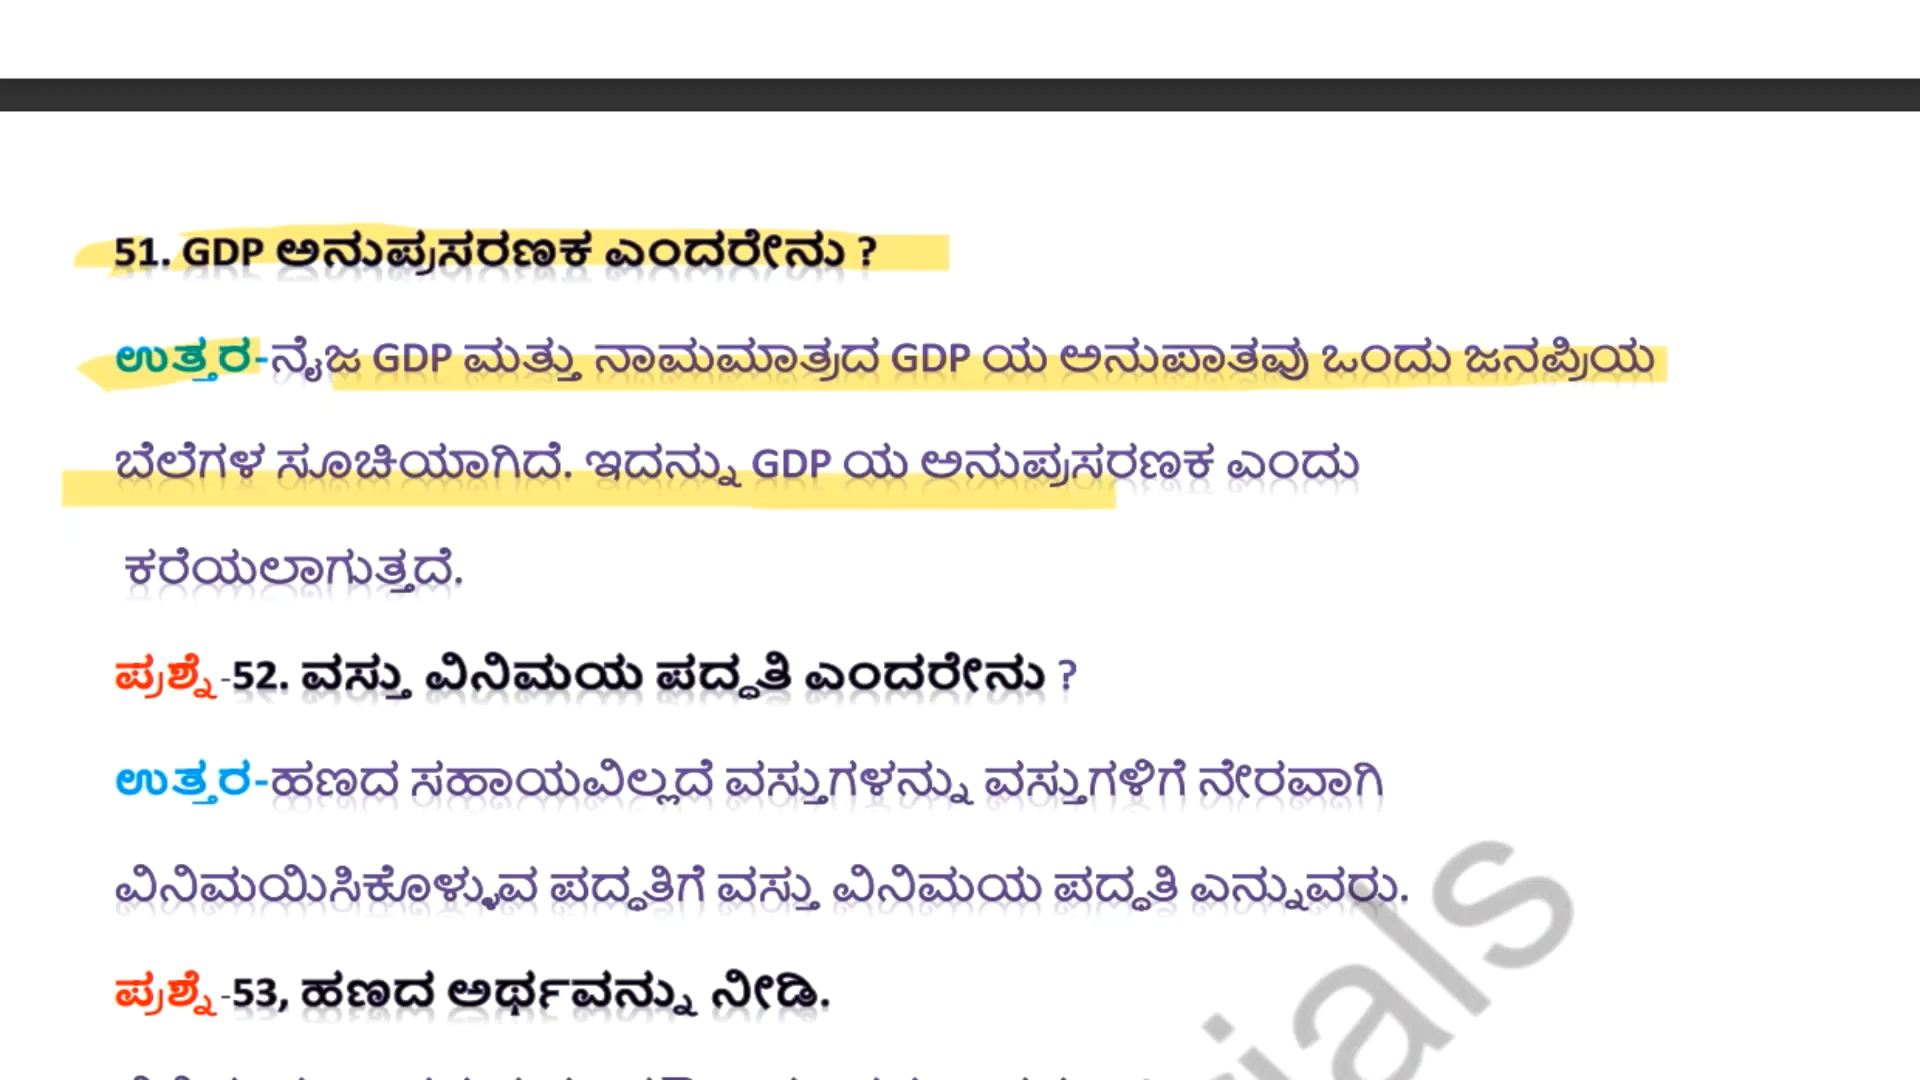 51. GDP ಅನುಪ್ರಸರಣಕ ಎಂದರೇನು ?
ಉತ್ತರ-ನೈಜ GDP ಮತ್ತು ನಾಮಮಾತ್ರದ GDP ಯ ಅನುಪಾತವು ಒಂದು ಜನಪ್ರಿಯ
ಬೆಲೆಗಳ ಸೂಚಿಯಾಗಿದೆ. ಇದನ್ನು GDP ಯ ಅನುಪ್ರಸರಣಕ ಎಂದು
ಕರೆಯಲಾಗುತ್ತದೆ.
ಪ್ರಶ್ನೆ -52. ವಸ್ತು ವಿನಿಮಯ ಪದ್ದತಿ ಎಂದರೇನು ?
ಉತ್ತರ-ಹಣದ ಸಹಾಯವಿಲ್ಲದೆ ವಸ್ತುಗಳನ್ನು ವಸ್ತುಗಳಿಗೆ ನೇರವಾಗಿ
ವಿನಿಮಯಿಸಿಕೊಳ್ಳುವ ಪದ್ಧತಿಗೆ ವಸ್ತು ವಿನಿಮಯ ಪದ್ಧತಿ ಎನ್ನುವರು.
ಪ್ರಶ್ನೆ -53, ಹಣದ ಅರ್ಥವನ್ನು ನೀಡಿ.
ials